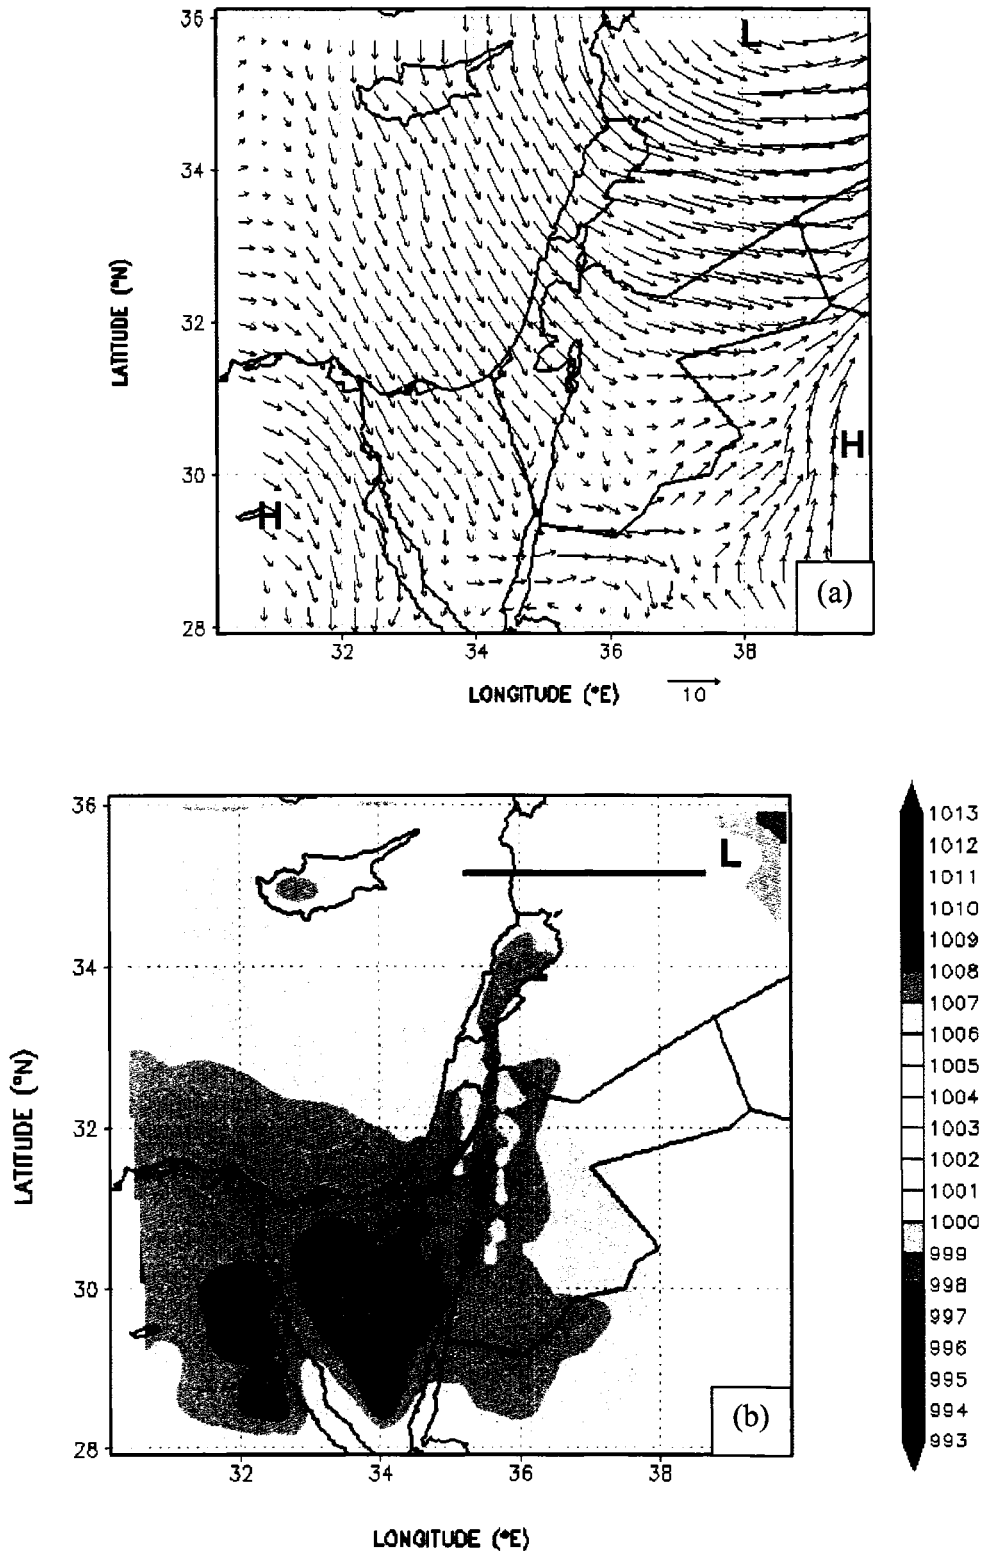 36
L
34
LATITUDE (°N)
32
H
30
H
(a)
28
32 34 36 38
LONGITUDE (°E) 10
36
L
34
LATITUDE (°N)
32
30
(b)
28
32 34 36 38
LONGITUDE (°E)
1013
1012
1011
1010
1009
1008
1007
1006
1005
1004
1003
1002
1001
1000
999
998
997
996
995
994
993